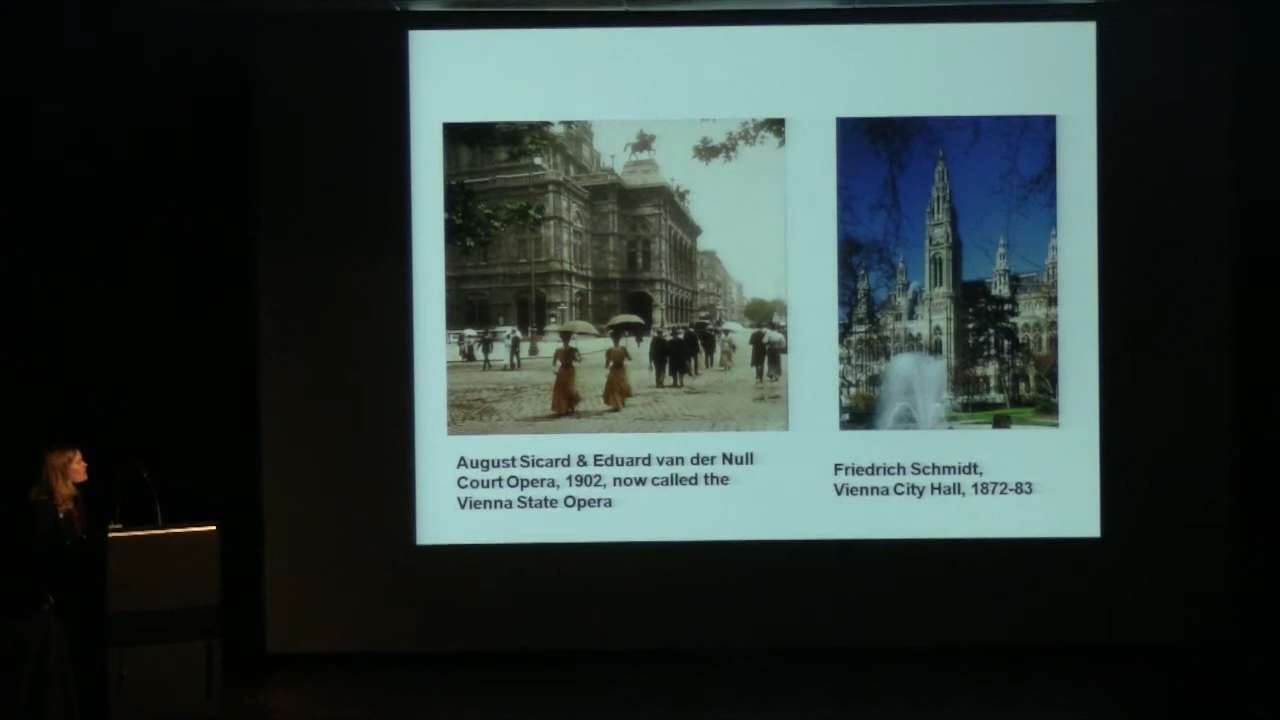 August Sicard & Eduard van der Null
Court Opera, 1902, now called the
Vienna State Opera
Friedrich Schmidt,
Vienna City Hall, 1872-83